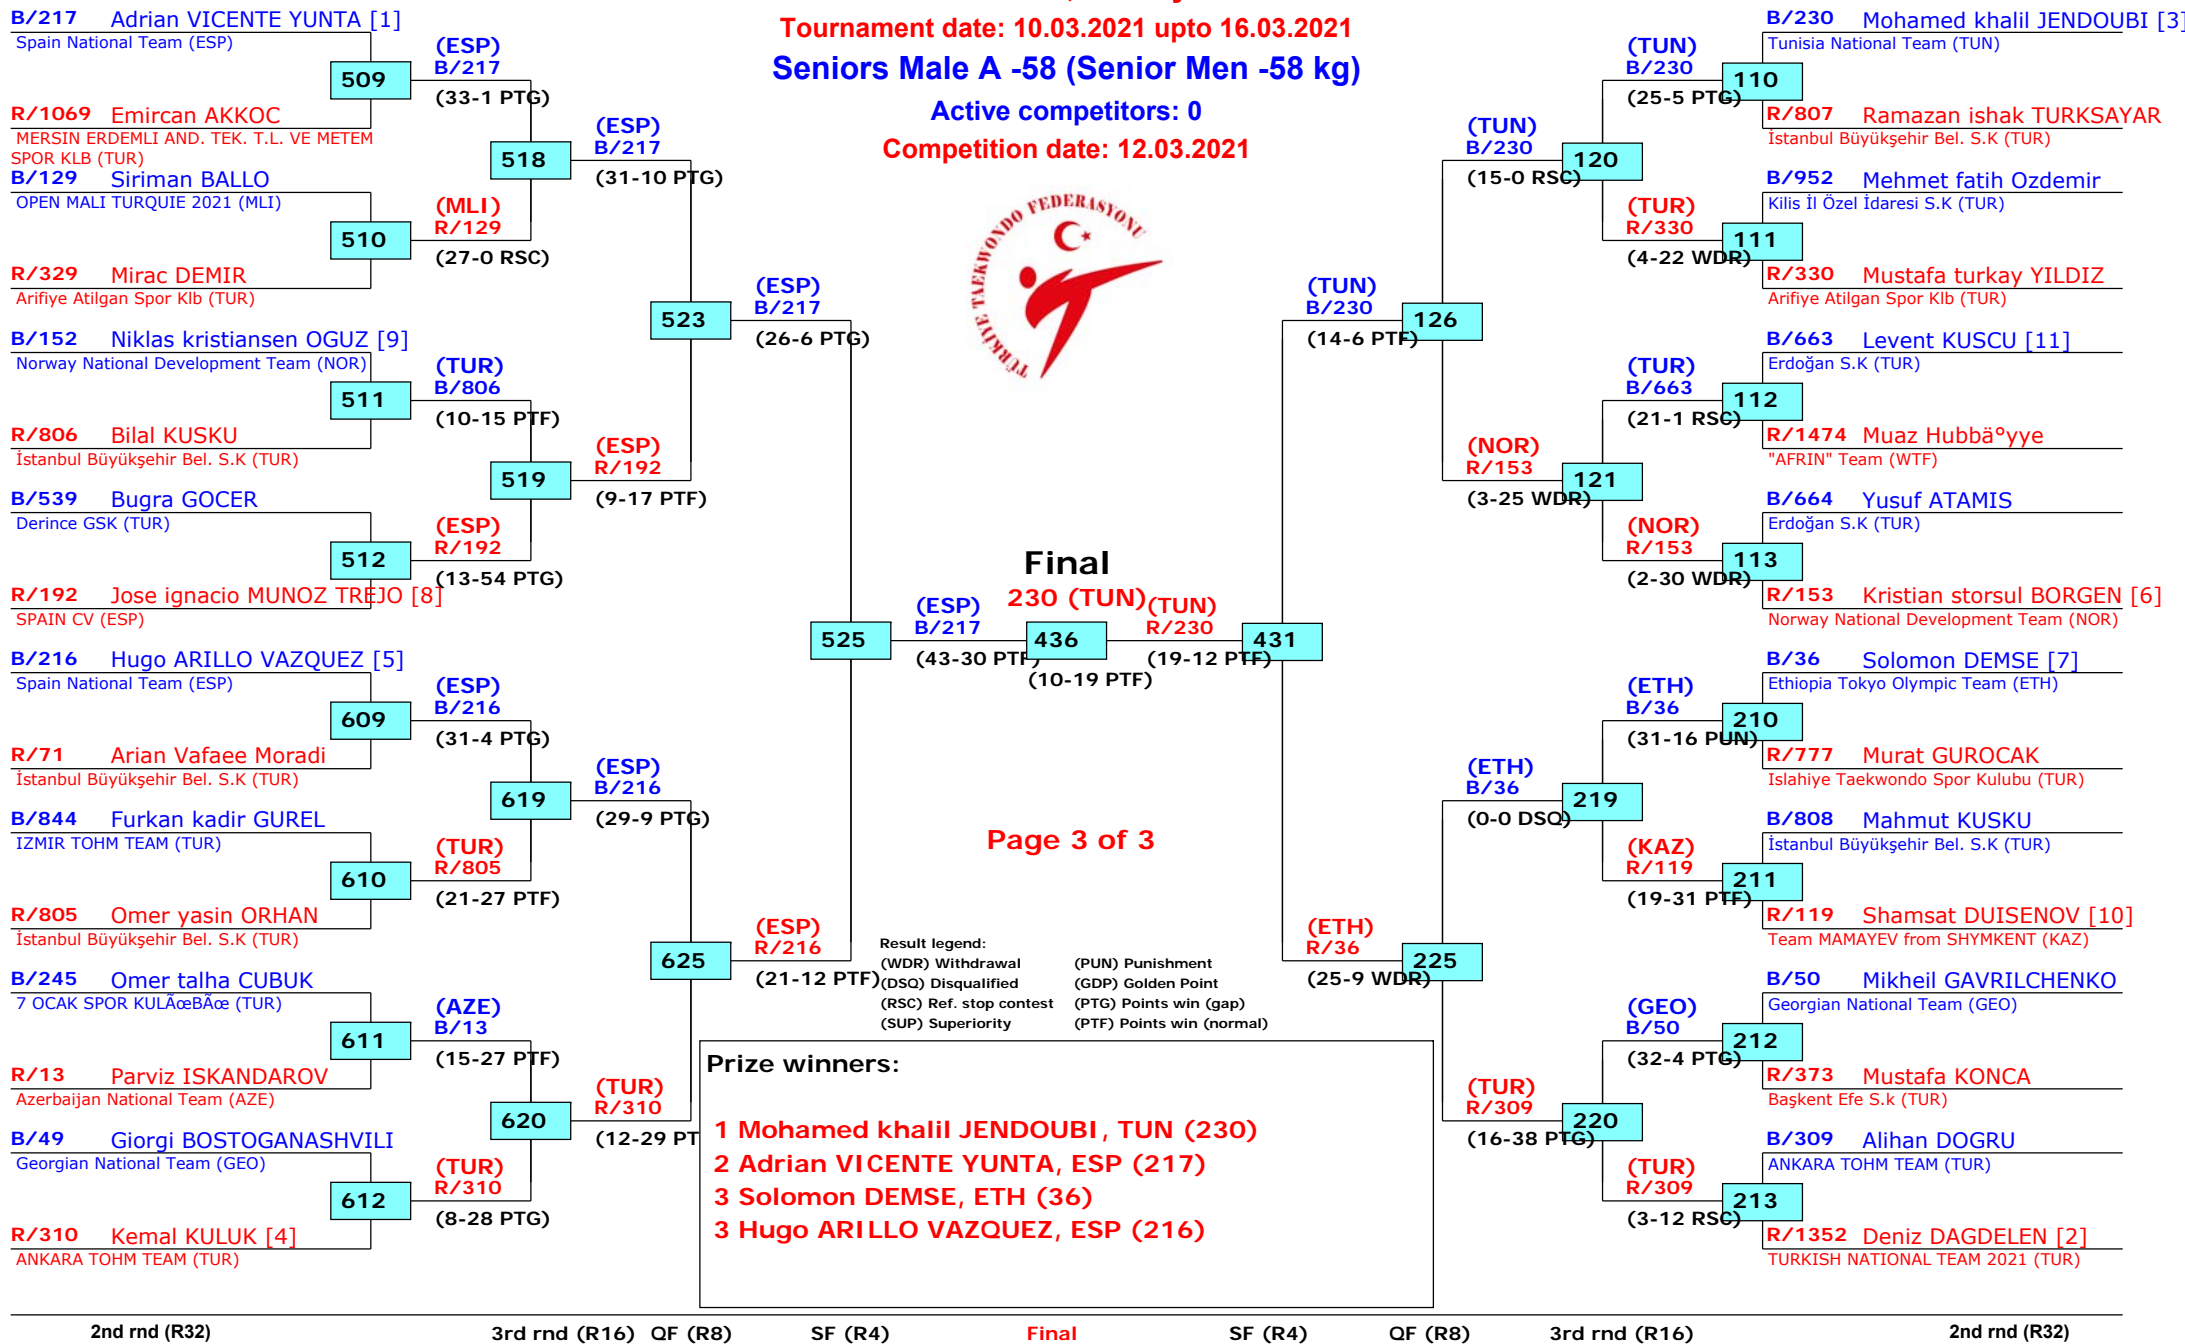 Tournament date: 10.03.2021 upto 16.03.2021
Seniors Male A -58 (Senior Men -58 kg)
Active competitors: 0
Competition date: 12.03.2021
TÜRKİYE TAEKWONDO FEDERASYONU
B/217 Adrian VICENTE YUNTA [1]
Spain National Team (ESP)
509
R/1069 Emircan AKKOC
MERSIN ERDEMLI AND. TEK. T.L. VE METEM
SPOR KLB (TUR)
B/129 Siriman BALLO
OPEN MALI TURQUIE 2021 (MLI)
510
R/329 Mirac DEMIR
Arifiye Atilgan Spor Klb (TUR)
B/152 Niklas kristiansen OGUZ [9]
Norway National Development Team (NOR)
511
R/806 Bilal KUSKU
İstanbul Büyükşehir Bel. S.K (TUR)
B/539 Bugra GOCER
Derince GSK (TUR)
512
R/192 Jose ignacio MUNOZ TREJO [8]
SPAIN CV (ESP)
B/216 Hugo ARILLO VAZQUEZ [5]
Spain National Team (ESP)
609
R/71 Arian Vafaee Moradi
İstanbul Büyükşehir Bel. S.K (TUR)
B/844 Furkan kadir GUREL
IZMIR TOHM TEAM (TUR)
610
R/805 Omer yasin ORHAN
İstanbul Büyükşehir Bel. S.K (TUR)
B/245 Omer talha CUBUK
7 OCAK SPOR KULÃœBÃœ (TUR)
611
R/13 Parviz ISKANDAROV
Azerbaijan National Team (AZE)
B/49 Giorgi BOSTOGANASHVILI
Georgian National Team (GEO)
612
R/310 Kemal KULUK [4]
ANKARA TOHM TEAM (TUR)
(ESP)
B/217
(33-1 PTG)
518
(MLI)
R/129
(27-0 RSC)
(TUR)
B/806
(10-15 PTF)
519
(ESP)
R/192
(13-54 PTG)
(ESP)
B/216
(31-4 PTG)
619
(TUR)
R/805
(21-27 PTF)
(AZE)
B/13
(15-27 PTF)
620
(TUR)
R/310
(8-28 PTG)
(ESP)
B/217
(31-10 PTG)
523
(ESP)
R/192
(9-17 PTF)
(ESP)
B/216
(29-9 PTG)
625
(TUR)
R/310
(12-29 PT
(ESP)
B/217
(26-6 PTG)
525
(ESP)
R/216
(21-12 PTF)
Final
230 (TUN)
(ESP)
B/217
(43-30 PTF)
436
(10-19 PTF)
(TUN)
R/230
(19-12 PTF)
431
Page 3 of 3
(TUN)
B/230
(14-6 PTF)
126
(ETH)
R/36
(25-9 WDR)
225
(TUN)
B/230
(15-0 RSC)
120
(NOR)
R/153
(3-25 WDR)
121
(ETH)
B/36
(0-0 DSQ)
219
(TUR)
R/309
(16-38 PTG)
220
(TUN)
B/230
(25-5 PTG)
110
(TUR)
R/330
(4-22 WDR)
111
(TUR)
B/663
(21-1 RSC)
112
(NOR)
R/153
(2-30 WDR)
113
(ETH)
B/36
(31-16 PUN)
210
(KAZ)
R/119
(19-31 PTF)
211
(GEO)
B/50
(32-4 PTG)
212
(TUR)
R/309
(3-12 RSC)
213
B/230 Mohamed khalil JENDOUBI [3]
Tunisia National Team (TUN)
R/807 Ramazan ishak TURKSAYAR
İstanbul Büyükşehir Bel. S.K (TUR)
B/952 Mehmet fatih Ozdemir
Kilis İl Özel İdaresi S.K (TUR)
R/330 Mustafa turkay YILDIZ
Arifiye Atilgan Spor Klb (TUR)
B/663 Levent KUSCU [11]
Erdoğan S.K (TUR)
R/1474 Muaz Hubbä°yye
"AFRIN" Team (WTF)
B/664 Yusuf ATAMIS
Erdoğan S.K (TUR)
R/153 Kristian storsul BORGEN [6]
Norway National Development Team (NOR)
B/36 Solomon DEMSE [7]
Ethiopia Tokyo Olympic Team (ETH)
R/777 Murat GUROCAK
Islahiye Taekwondo Spor Kulubu (TUR)
B/808 Mahmut KUSKU
İstanbul Büyükşehir Bel. S.K (TUR)
R/119 Shamsat DUISENOV [10]
Team MAMAYEV from SHYMKENT (KAZ)
B/50 Mikheil GAVRILCHENKO
Georgian National Team (GEO)
R/373 Mustafa KONCA
Başkent Efe S.k (TUR)
B/309 Alihan DOGRU
ANKARA TOHM TEAM (TUR)
R/1352 Deniz DAGDELEN [2]
TURKISH NATIONAL TEAM 2021 (TUR)
Result legend:
(WDR) Withdrawal (PUN) Punishment
(DSQ) Disqualified (GDP) Golden Point
(RSC) Ref. stop contest (PTG) Points win (gap)
(SUP) Superiority (PTF) Points win (normal)
Prize winners:
1 Mohamed khalil JENDOUBI, TUN (230)
2 Adrian VICENTE YUNTA, ESP (217)
3 Solomon DEMSE, ETH (36)
3 Hugo ARILLO VAZQUEZ, ESP (216)
2nd rnd (R32) 3rd rnd (R16) QF (R8) SF (R4) Final SF (R4) QF (R8) 3rd rnd (R16) 2nd rnd (R32)